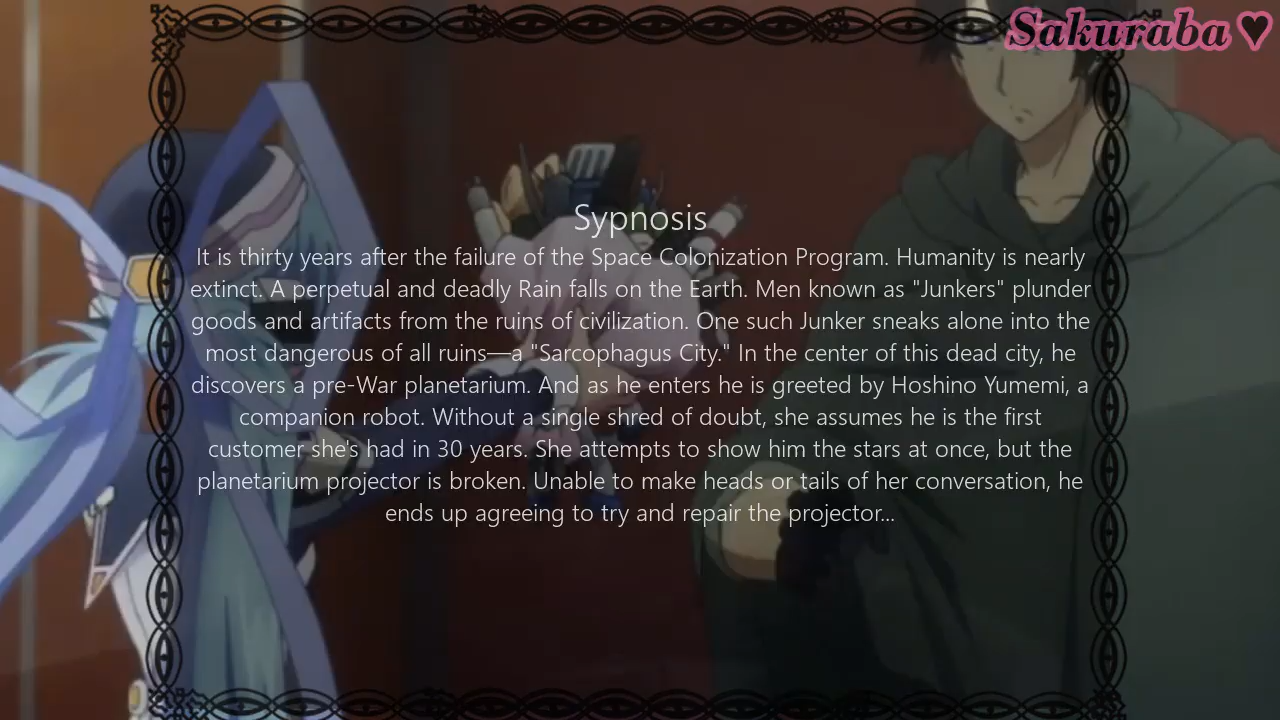 Sakuraba♥
Sypnosis
It is thirty years after the failure of the Space Colonization Program. Humanity is nearly
extinct. A perpetual and deadly Rain falls on the Earth. Men known as "Junkers" plunder
goods and artifacts from the ruins of civilization. One such Junker sneaks alone into the
most dangerous of all ruins—a "Sarcophagus City." In the center of this dead city, he
discovers a pre-War planetarium. And as he enters he is greeted by Hoshino Yumemi, a
companion robot. Without a single shred of doubt, she assumes he is the first
customer she's had in 30 years. She attempts to show him the stars at once, but the
planetarium projector is broken. Unable to make heads or tails of her conversation, he
ends up agreeing to try and repair the projector...